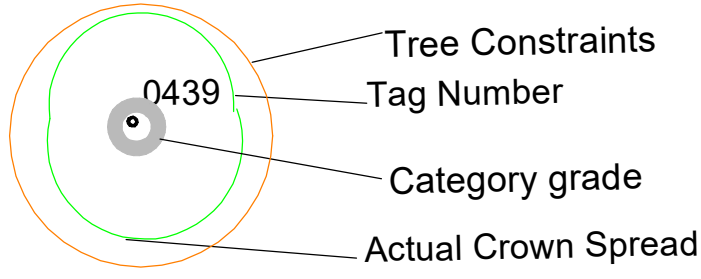 Tree Constraints
0439
Tag Number
Category grade
Actual Crown Spread